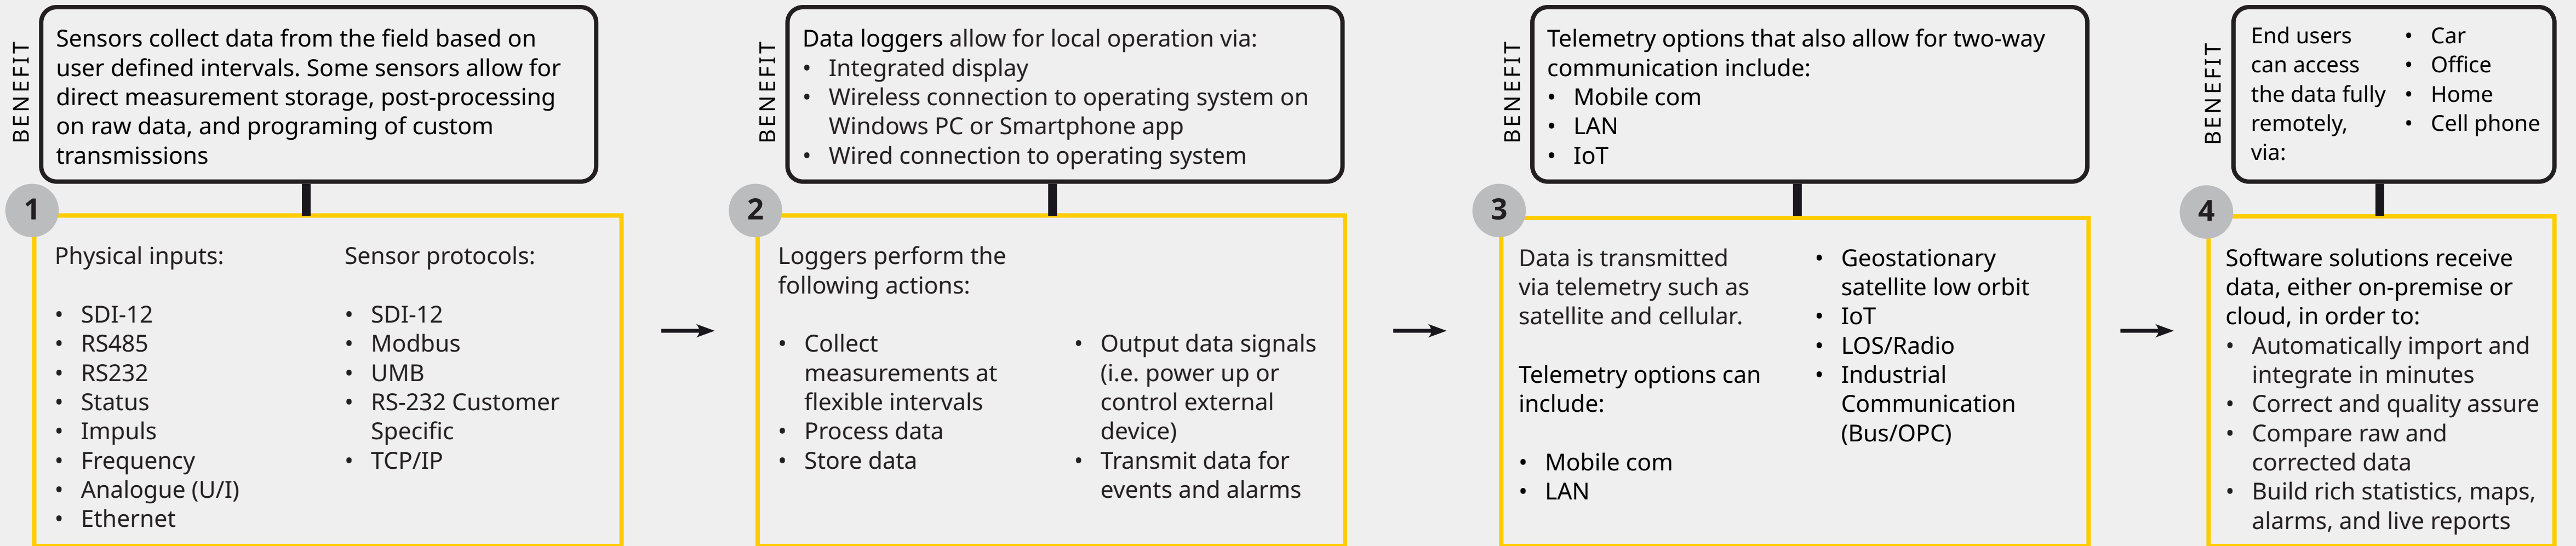 BENEFIT
Sensors collect data from the field based on
user defined intervals. Some sensors allow for
direct measurement storage, post-processing
on raw data, and programing of custom
transmissions
1
Physical inputs:
• SDI-12
• RS485
• RS232
• Status
• Impuls
• Frequency
• Analogue (U/I)
• Ethernet
Sensor protocols:
• SDI-12
• Modbus
• UMB
• RS-232 Customer
Specific
• TCP/IP
BENEFIT
Data loggers allow for local operation via:
• Integrated display
• Wireless connection to operating system on
Windows PC or Smartphone app
• Wired connection to operating system
2
Loggers perform the
following actions:
• Collect
measurements at
flexible intervals
• Process data
• Store data
• Output data signals
(i.e. power up or
control external
device)
• Transmit data for
events and alarms
BENEFIT
Telemetry options that also allow for two-way
communication include:
• Mobile com
• LAN
• IoT
3
Data is transmitted
via telemetry such as
satellite and cellular.
Telemetry options can
include:
• Mobile com
• LAN
• Geostationary
satellite low orbit
• IoT
• LOS/Radio
• Industrial
Communication
(Bus/OPC)
BENEFIT
End users
can access
the data fully
remotely,
via:
• Car
• Office
• Home
• Cell phone
4
Software solutions receive
data, either on-premise or
cloud, in order to:
• Automatically import and
integrate in minutes
• Correct and quality assure
• Compare raw and
corrected data
• Build rich statistics, maps,
alarms, and live reports